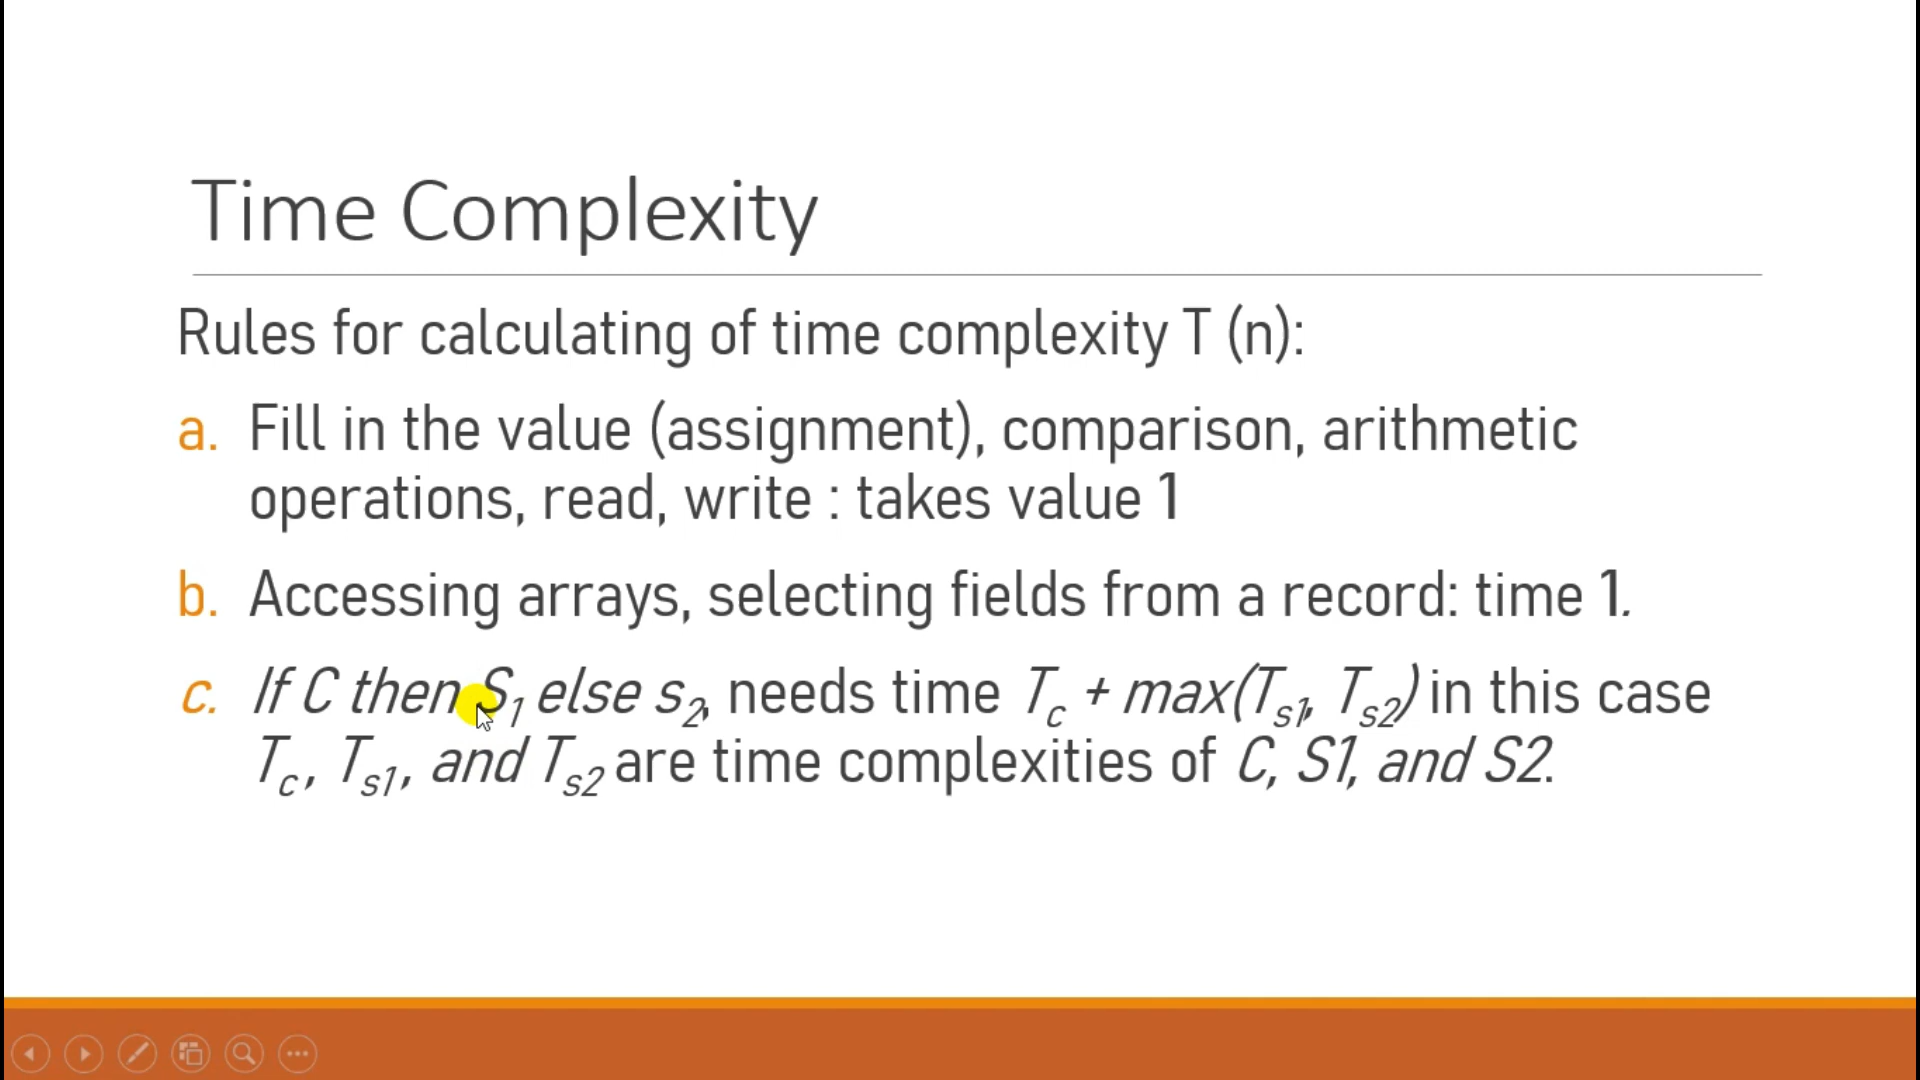 Time Complexity
Rules for calculating of time complexity T (n):
a. Fill in the value (assignment), comparison, arithmetic
operations, read, write : takes value 1
b. Accessing arrays, selecting fields from a record: time 1.
c. If C then S1 else s2, needs time Tc + max(Ts1, Ts2) in this case
Tc, Ts1, and Ts2 are time complexities of C, S1, and S2.